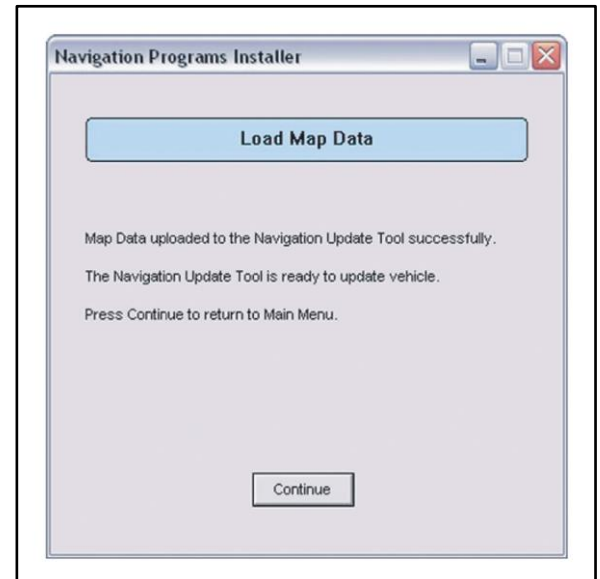 Navigation Programs Installer
Load Map Data
Map Data uploaded to the Navigation Update Tool successfully.
The Navigation Update Tool is ready to update vehicle.
Press Continue to return to Main Menu.
Continue